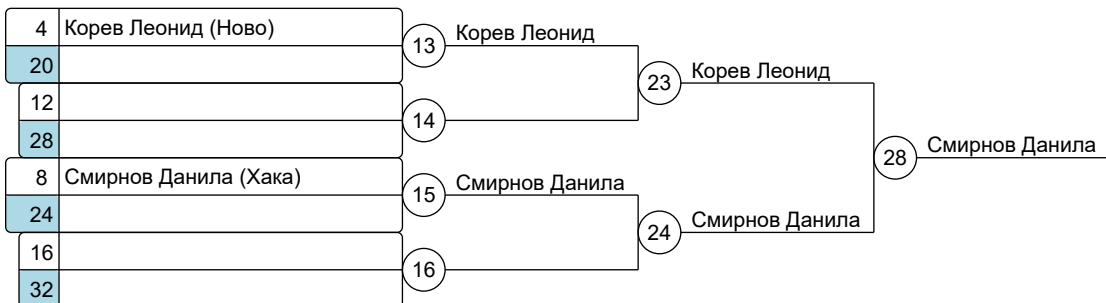 4 Корев Леонид (Ново)
20
13 Корев Леонид
12
28
14
23 Корев Леонид
8 Смирнов Данила (Хака)
24
15 Смирнов Данила
16
32
16
24 Смирнов Данила
28 Смирнов Данила